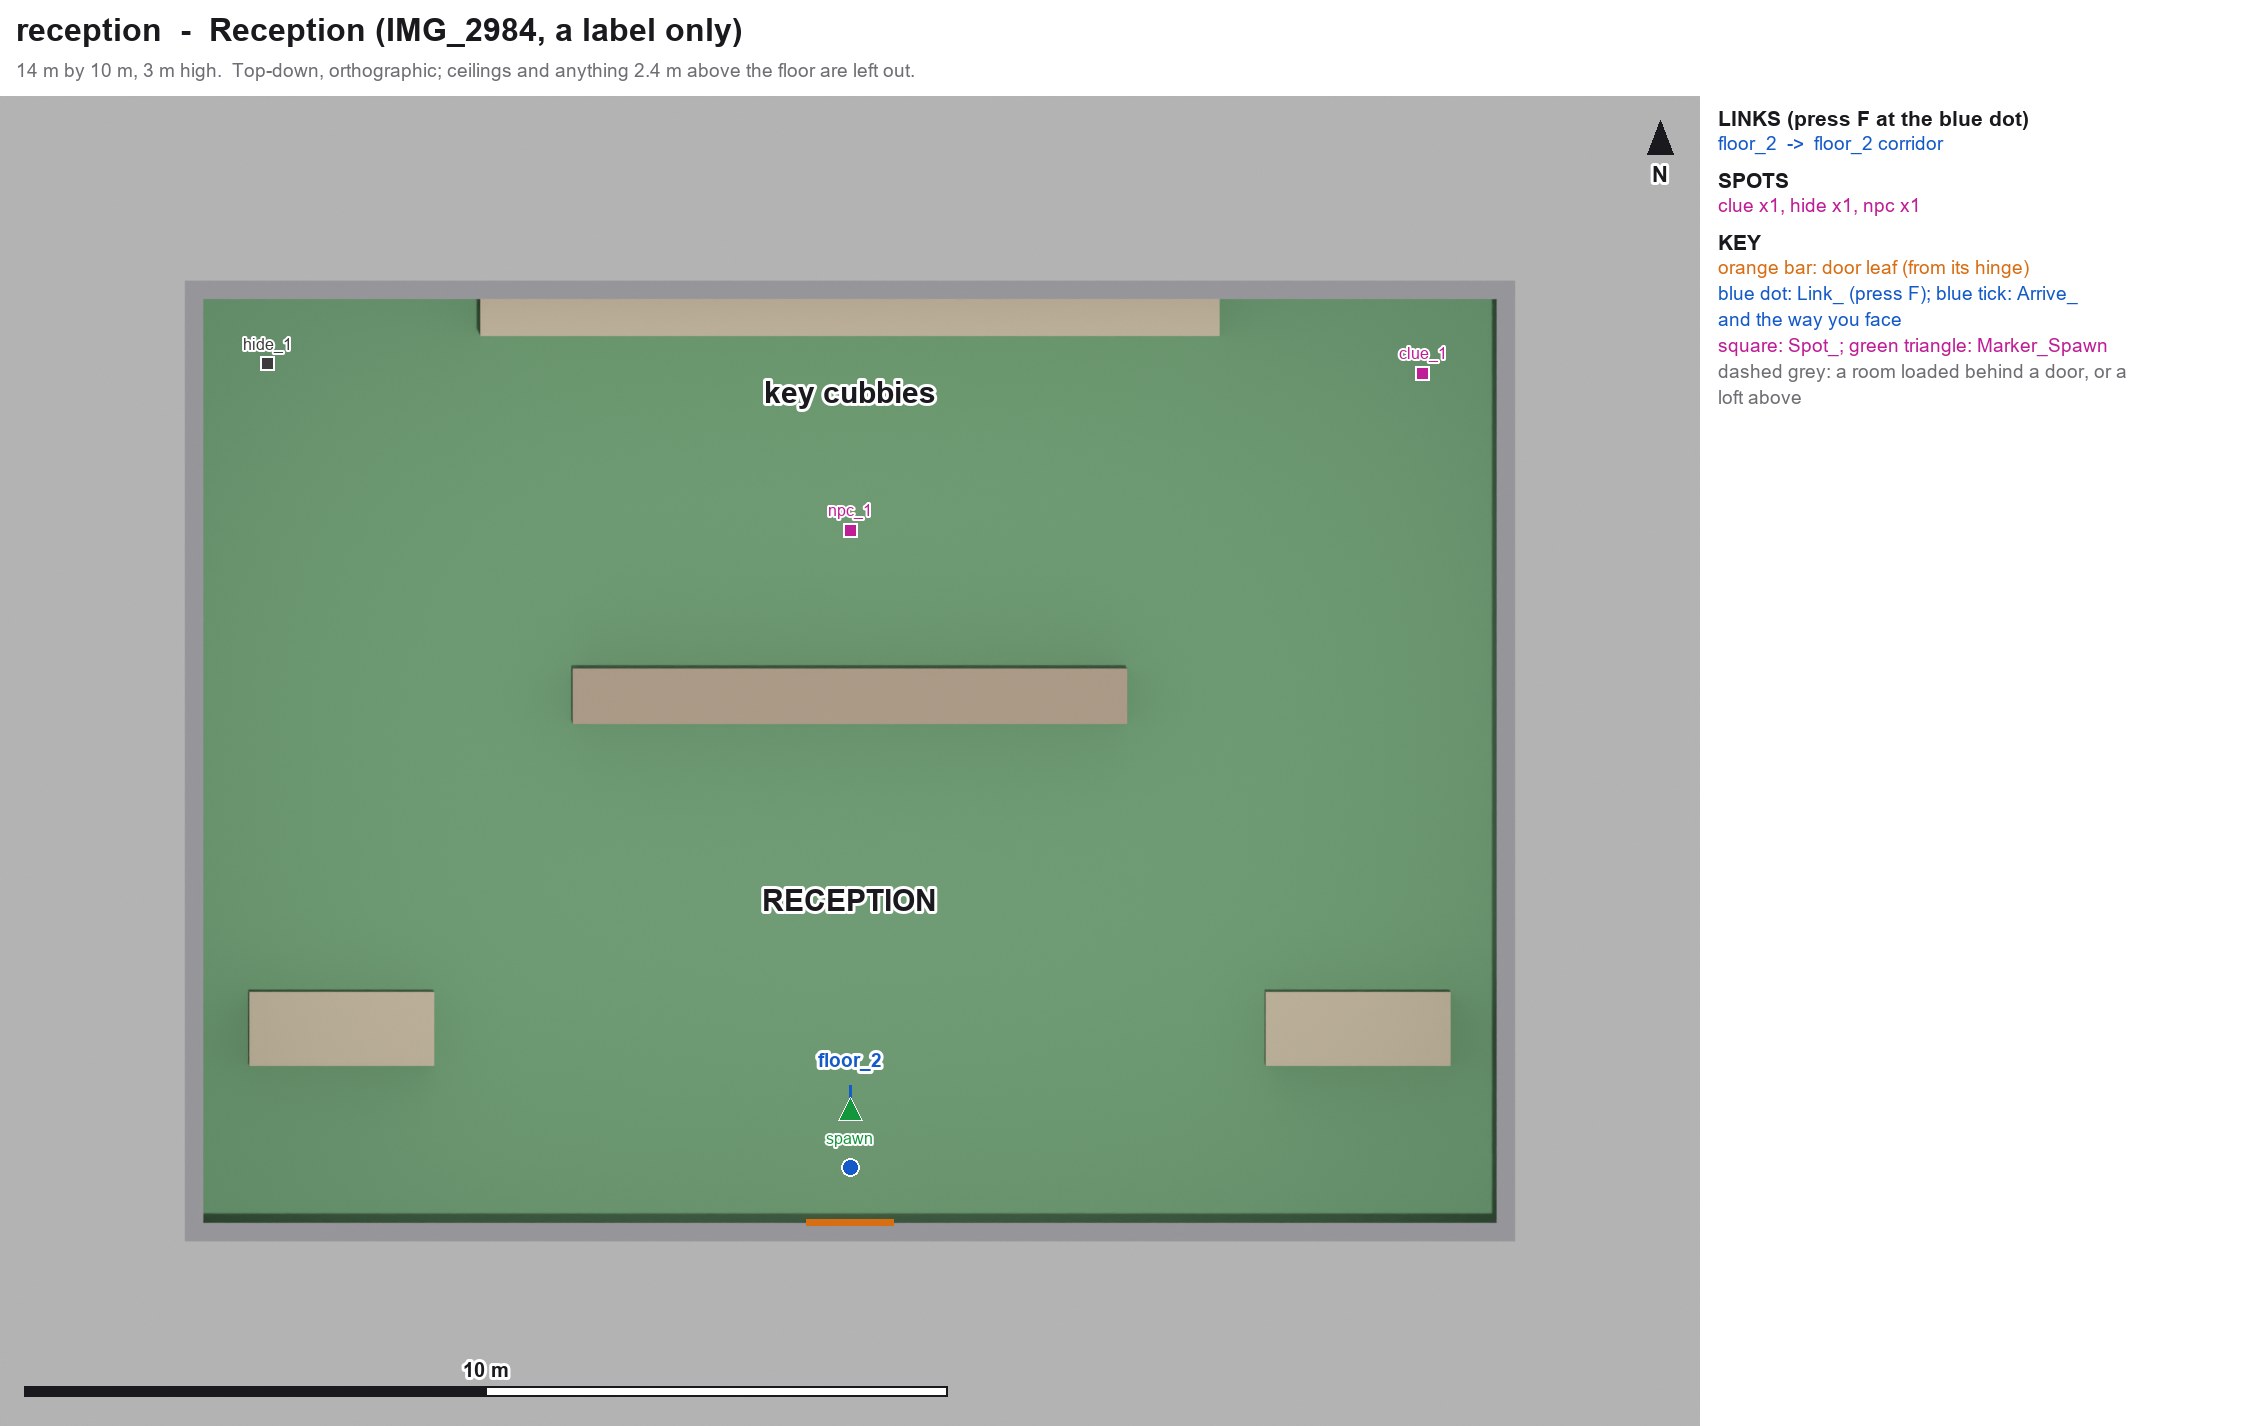 reception - Reception (IMG_2984, a label only)
14 m by 10 m, 3 m high. Top-down, orthographic; ceilings and anything 2.4 m above the floor are left out.
LINKS (press F at the blue dot)
floor_2 -> floor_2 corridor
SPOTS
clue x1, hide x1, npc x1
KEY
orange bar: door leaf (from its hinge)
blue dot: Link_ (press F); blue tick: Arrive_
and the way you face
square: Spot_; green triangle: Marker_Spawn
dashed grey: a room loaded behind a door, or a
loft above
N
hide_1
clue_1
key cubbies
npc_1
RECEPTION
floor_2
spawn
10 m